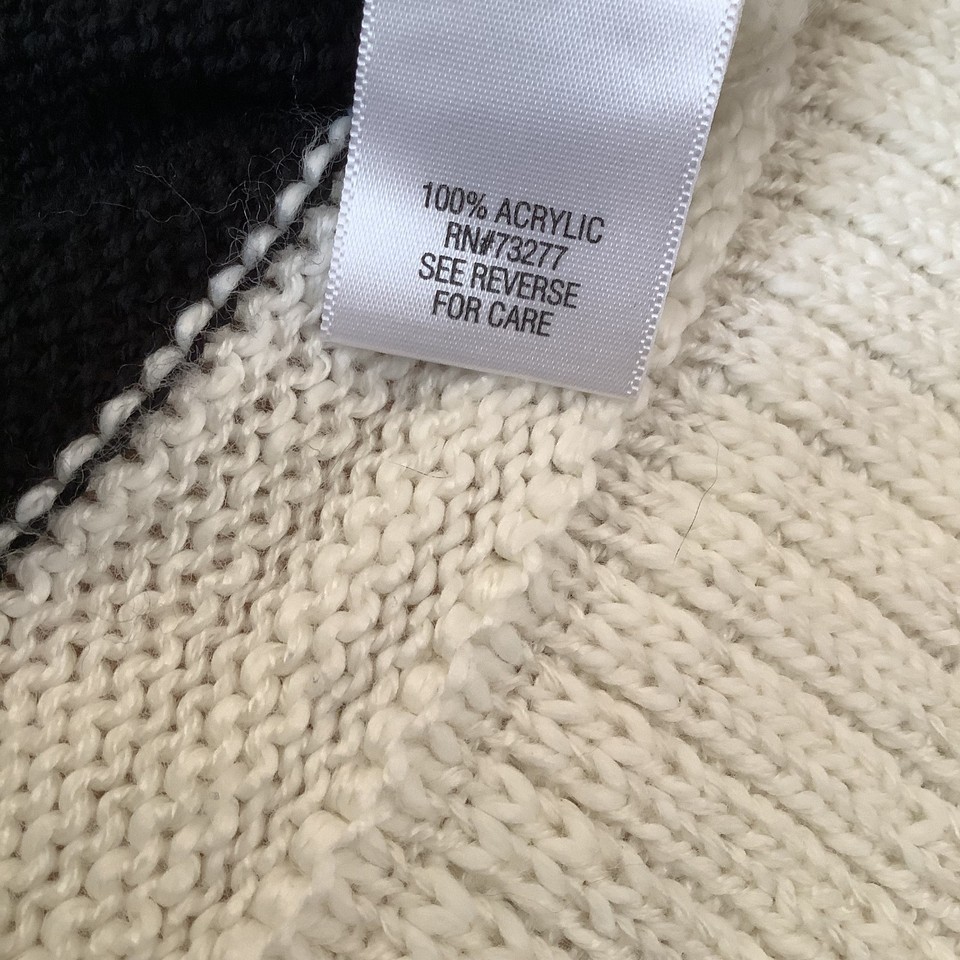 100% ACRYLIC
RN#73277
SEE REVERSE
FOR CARE